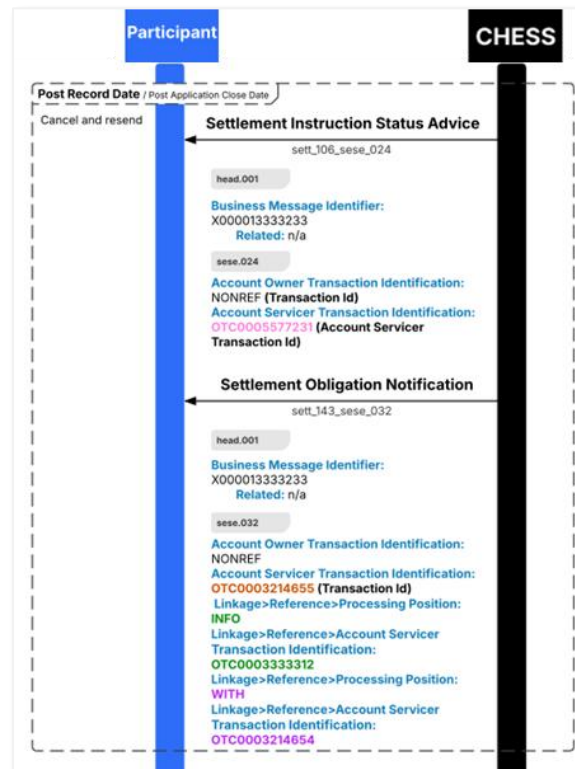 Participant
CHESS
Post Record Date / Post Application Close Date
Cancel and resend
Settlement Instruction Status Advice
sett_106_sese_024
head.001
Business Message Identifier:
X000013333233
Related: n/a
sese.024
Account Owner Transaction Identification:
NONREF (Transaction Id)
Account Servicer Transaction Identification:
OTC0005577231 (Account Servicer
Transaction Id)
Settlement Obligation Notification
sett_143_sese_032
head.001
Business Message Identifier:
X000013333233
Related: n/a
sese.032
Account Owner Transaction Identification:
NONREF
Account Servicer Transaction Identification:
OTC0003214655 (Transaction Id)
Linkage>Reference>Processing Position:
INFO
Linkage>Reference>Account Servicer
Transaction Identification:
OTC0003333312
Linkage>Reference>Processing Position:
WITH
Linkage>Reference>Account Servicer
Transaction Identification:
OTC0003214654